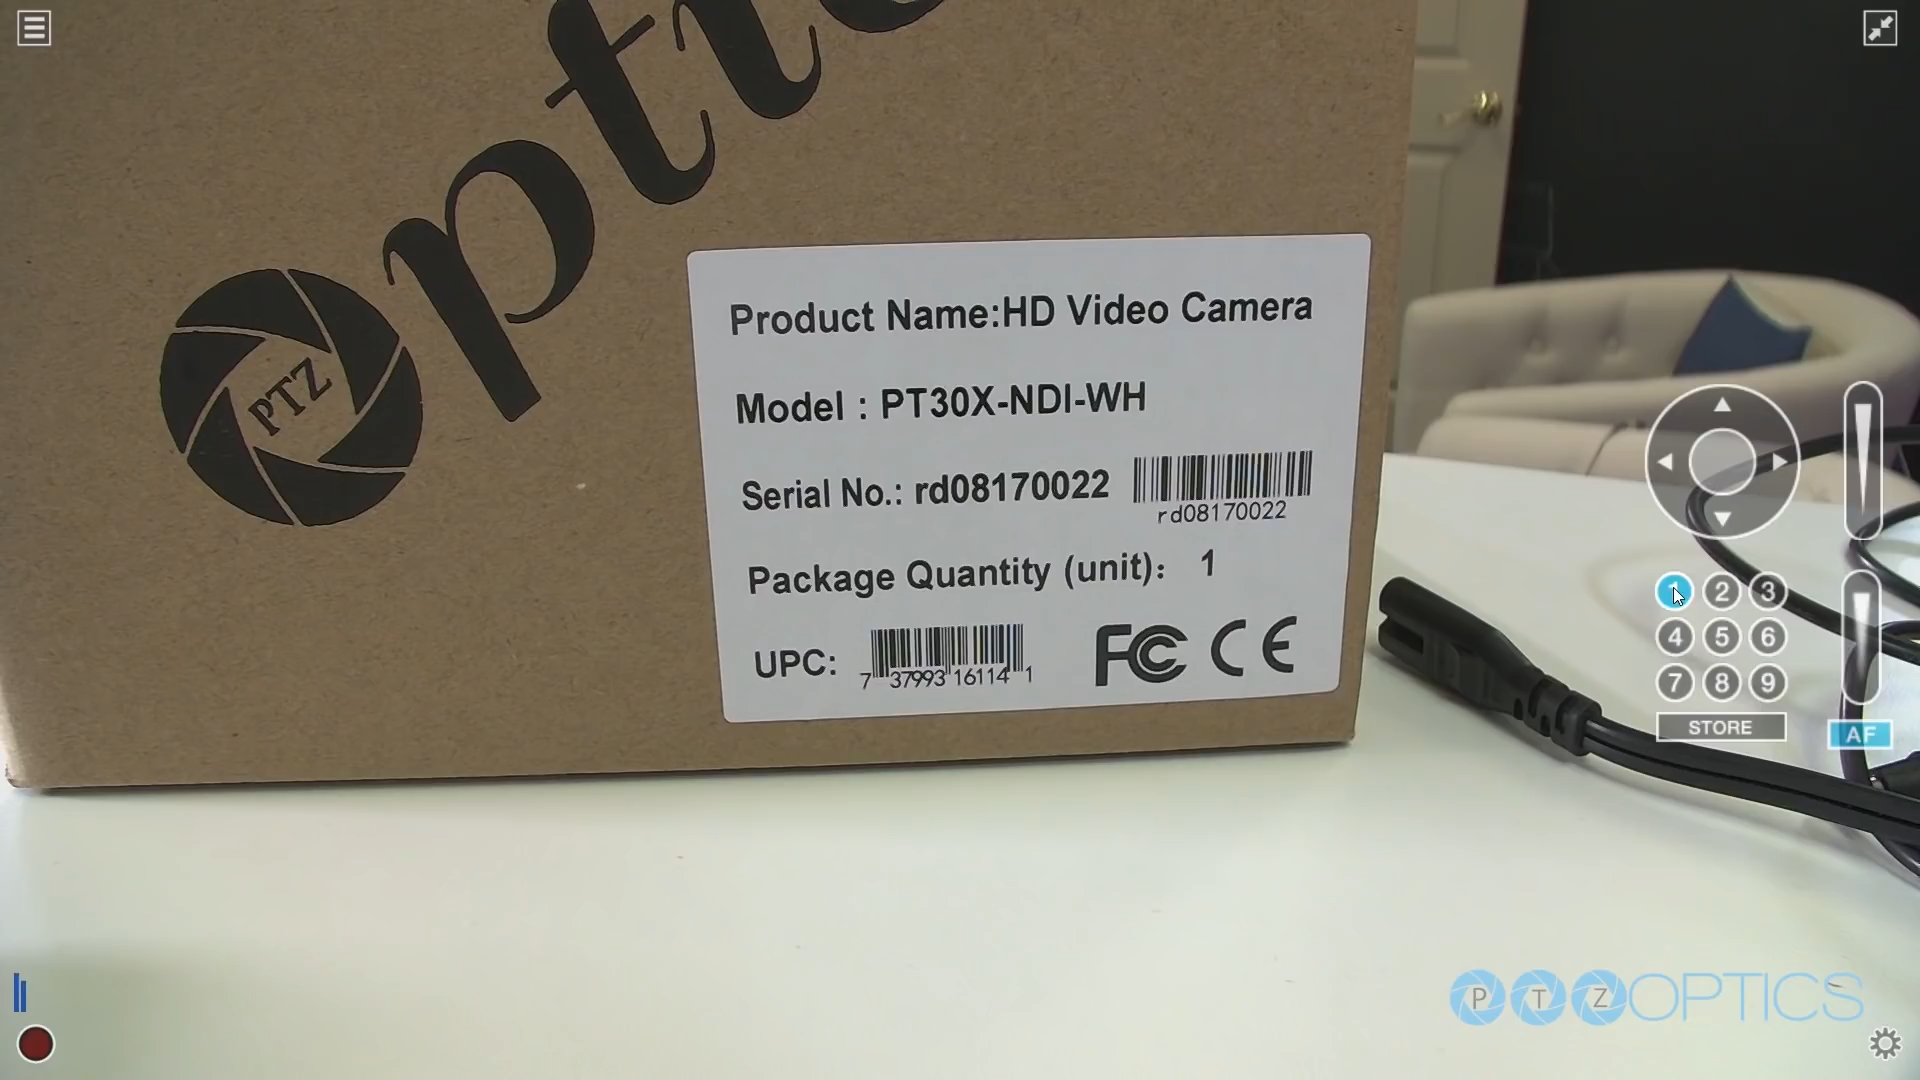 Optic
PTZ
Product Name:HD Video Camera
Model : PT30X-NDI-WH
Serial No.: rd08170022
rd08170022
Package Quantity (unit): 1
UPC:
7 37993 16114 1
FC CE
1 2 3
4 5 6
7 8 9
STORE
AF
PTZOPTICS